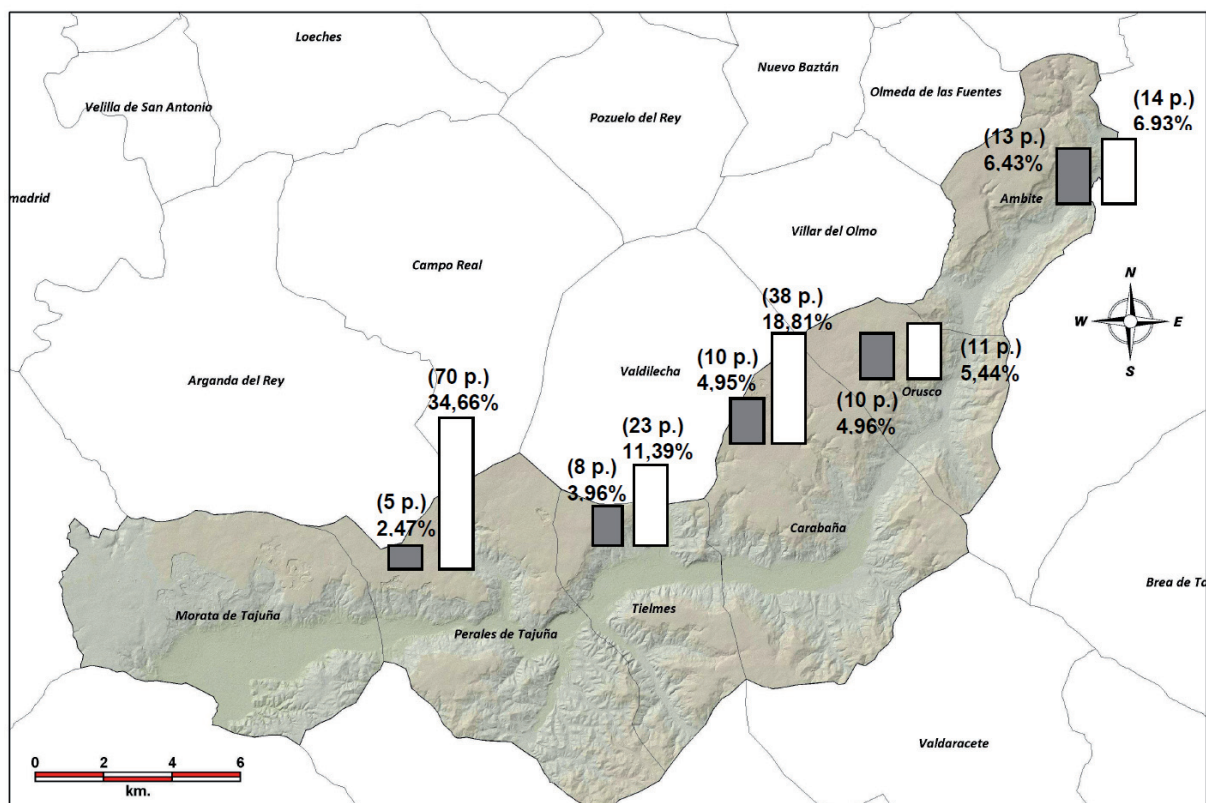 Loeches
Nuevo Baztán
Velilla de San Antonio
Olmeda de las Fuentes
Pozuelo del Rey
(14 p.)
6.93%
(13 p.)
6.43%
Ambite
madrid
Villar del Olmo
Campo Real
N
W E
S
(38 p.)
18,81%
(10 p.)
4,95%
Valdilecha
Arganda del Rey
(70 p.)
34,66%
(11 p.)
5,44%
Orusco
(10 p.)
4.96%
(23 p.)
11,39%
(8 p.)
3.96%
(5 p.)
2.47%
Carabaña
Brea de Ta
Tielmes
Morata de Tajuña
Perales de Tajuña
Valdaracete
0 2 4 6
km.